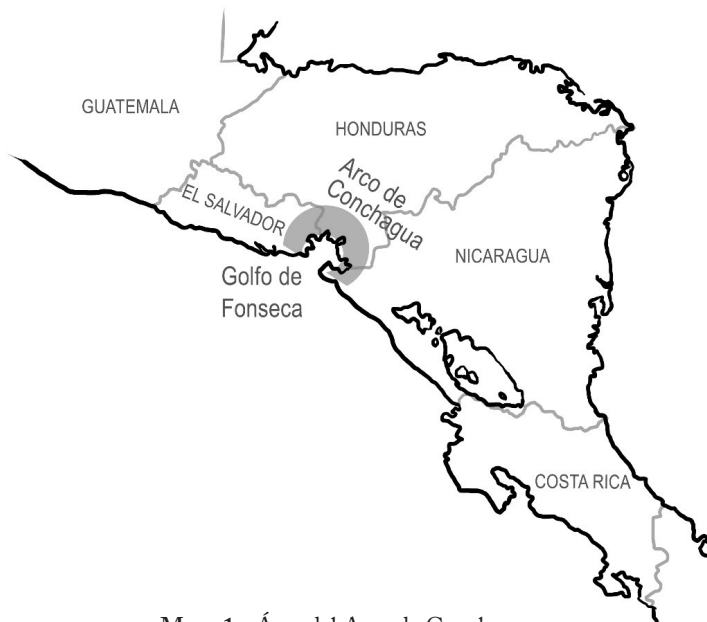 GUATEMALA
HONDURAS
Arco de
Conchagua
EL SALVADOR
NICARAGUA
Golfo de
Fonseca
COSTA RICA